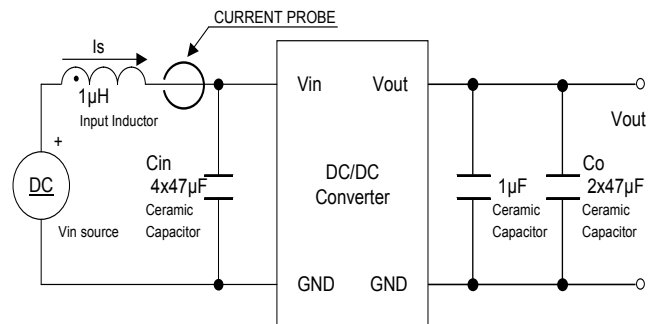 CURRENT PROBE
Is
1µH
Input Inductor
Vin
Vout
Vout
+
DC
Vin source
Cin
4x47µF
Ceramic
Capacitor
DC/DC
Converter
1µF
Ceramic
Capacitor
Co
2x47µF
Ceramic
Capacitor
GND
GND